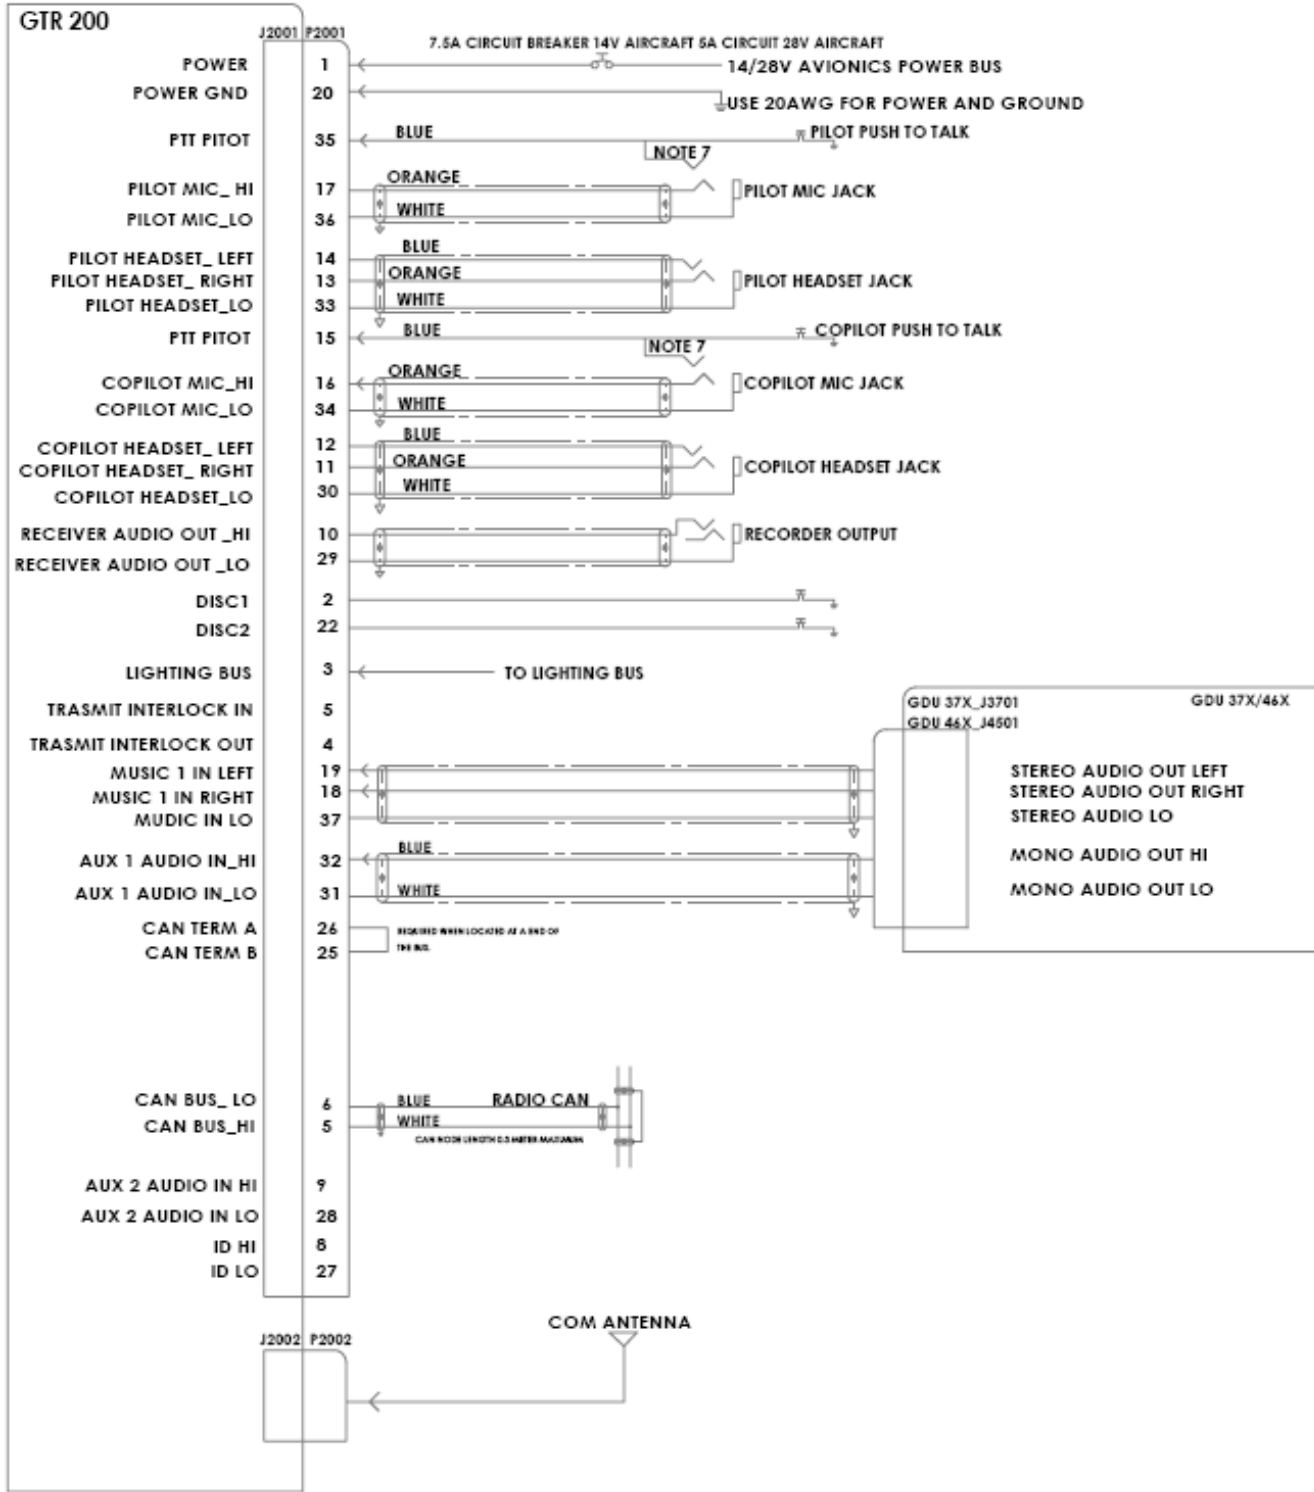 GTR 200
J2001 P2001
7.5A CIRCUIT BREAKER 14V AIRCRAFT 5A CIRCUIT 28V AIRCRAFT
POWER 1 14/28V AVIONICS POWER BUS
POWER GND 20 USE 20AWG FOR POWER AND GROUND
PTT PITOT 35 BLUE PILOT PUSH TO TALK
NOTE 7
PILOT MIC_ HI 17 ORANGE PILOT MIC JACK
PILOT MIC_LO 36 WHITE
PILOT HEADSET_ LEFT 14 BLUE
PILOT HEADSET_ RIGHT 13 ORANGE PILOT HEADSET JACK
PILOT HEADSET_LO 33 WHITE
PTT PITOT 15 BLUE COPILOT PUSH TO TALK
NOTE 7
COPILOT MIC_HI 16 ORANGE COPILOT MIC JACK
COPILOT MIC_LO 34 WHITE
COPILOT HEADSET_ LEFT 12 BLUE
COPILOT HEADSET_ RIGHT 11 ORANGE COPILOT HEADSET JACK
COPILOT HEADSET_LO 30 WHITE
RECEIVER AUDIO OUT _HI 10 RECORDER OUTPUT
RECEIVER AUDIO OUT _LO 29
DISC1 2
DISC2 22
LIGHTING BUS 3 TO LIGHTING BUS
GDU 37X_J3701 GDU 37X/46X
TRASMIT INTERLOCK IN 5
GDU 46X_J4501
TRASMIT INTERLOCK OUT 4
MUSIC 1 IN LEFT 19 STEREO AUDIO OUT LEFT
MUSIC 1 IN RIGHT 18 STEREO AUDIO OUT RIGHT
MUDIC IN LO 37 STEREO AUDIO LO
AUX 1 AUDIO IN_HI 32 BLUE MONO AUDIO OUT HI
AUX 1 AUDIO IN_LO 31 WHITE MONO AUDIO OUT LO
CAN TERM A 26 REQUIRED WHEN LOCATED AT A END OF
CAN TERM B 25 THE BUS.
CAN BUS_ LO 6 BLUE RADIO CAN
CAN BUS_HI 5 WHITE
CAN NODE LENGTH 0.3 METER MAXIMUM
AUX 2 AUDIO IN HI 9
AUX 2 AUDIO IN LO 28
ID HI 8
ID LO 27
COM ANTENNA
J2002 P2002